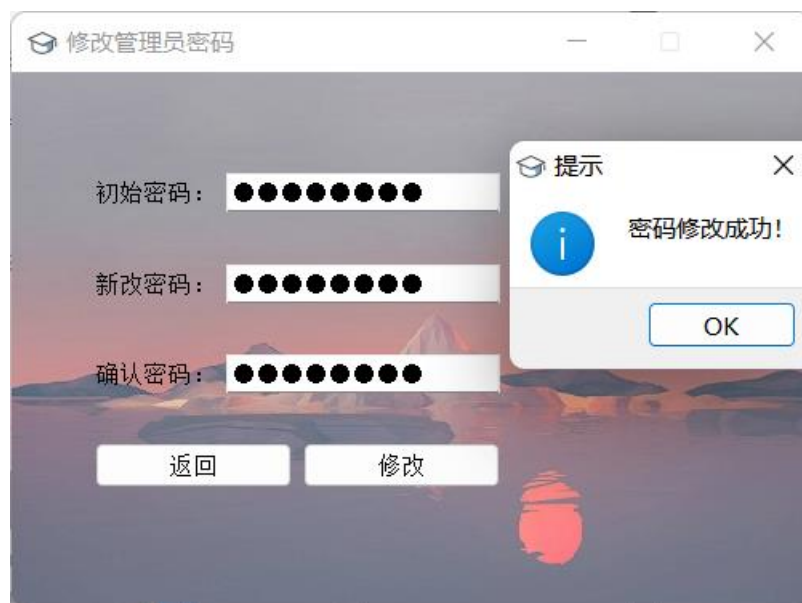 修改管理员密码
初始密码：●●●●●●●●
新改密码：●●●●●●●●
确认密码：●●●●●●●●
返回 修改
提示
密码修改成功！
OK